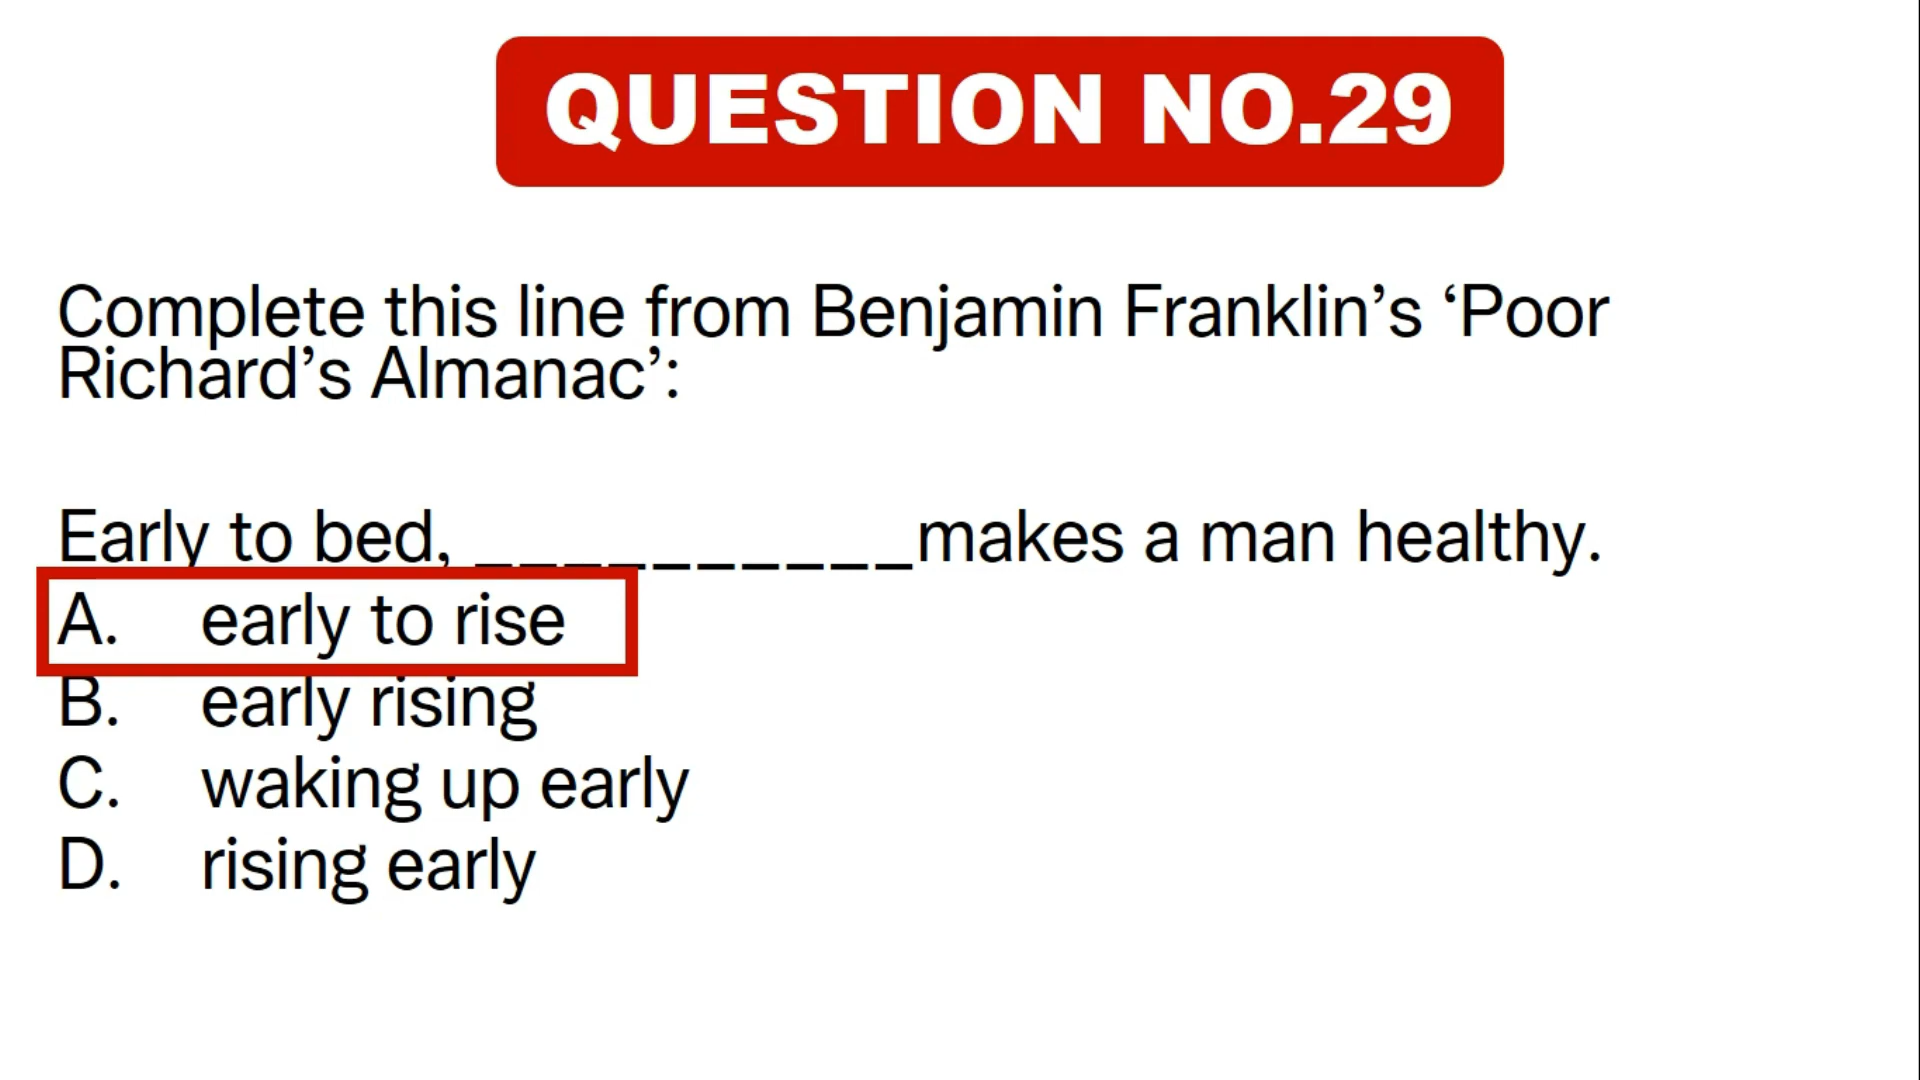 QUESTION NO.29
Complete this line from Benjamin Franklin’s ‘Poor
Richard’s Almanac’:
Early to bed, __________makes a man healthy.
A. early to rise
B. early rising
C. waking up early
D. rising early